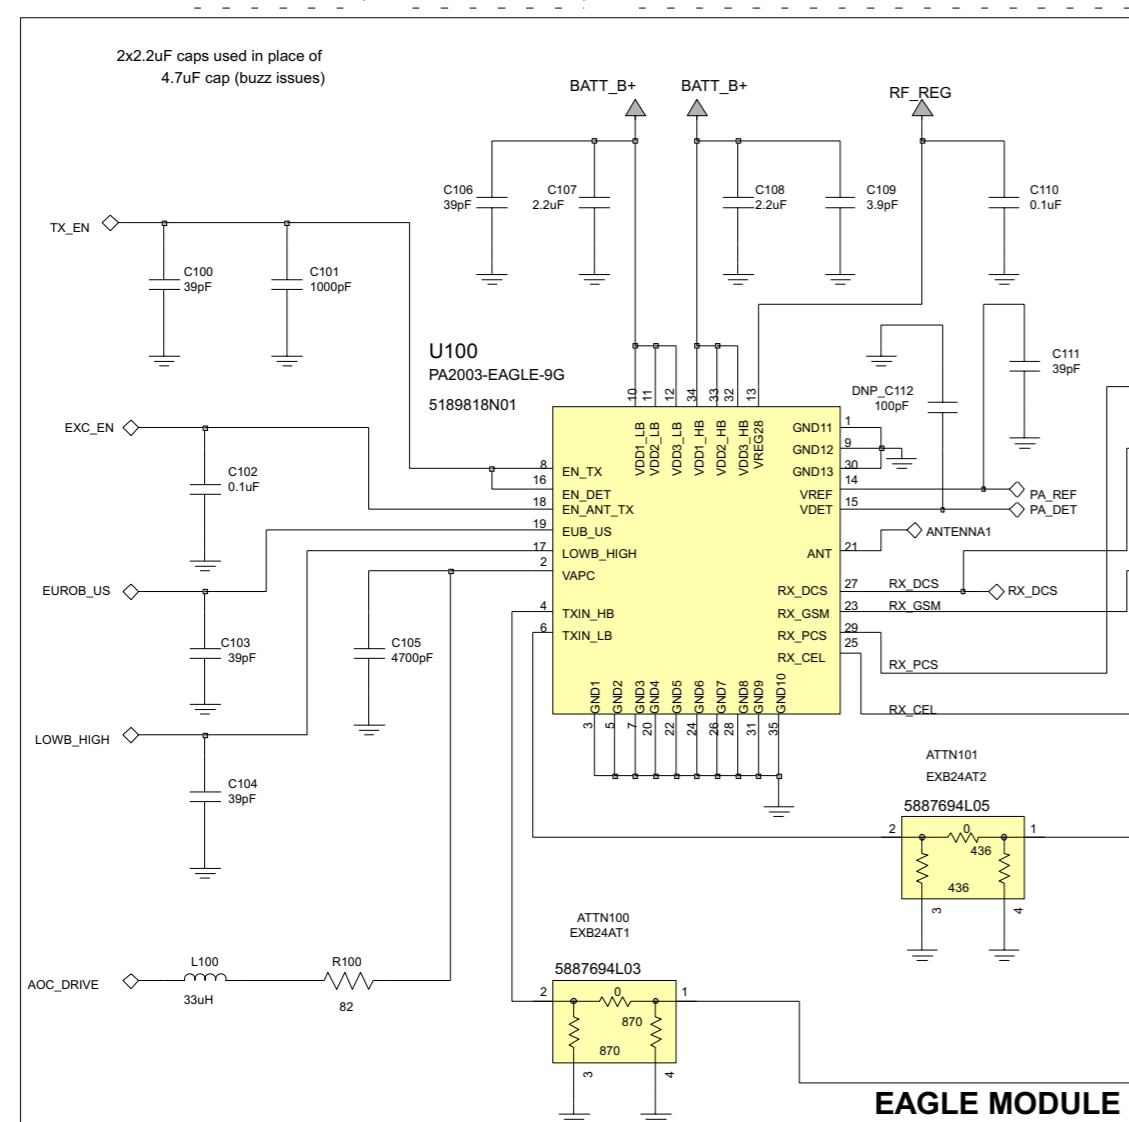 2x2.2uF caps used in place of
4.7uF cap (buzz issues)
BATT_B+
BATT_B+
RF_REG
C106
39pF
C107
2.2uF
C108
2.2uF
C109
3.9pF
C110
0.1uF
TX_EN
C100
39pF
C101
1000pF
U100
PA2003-EAGLE-9G
5189818N01
C111
39pF
DNP_C112
100pF
10
11
12
34
33
32
13
VDD1_LB
VDD2_LB
VDD3_LB
VDD1_HB
VDD2_HB
VDD3_HB
VREG28
EXC_EN
C102
0.1uF
8
EN_TX
16
EN_DET
18
EN_ANT_TX
19
EUB_US
17
LOWB_HIGH
2
VAPC
4
TXIN_HB
6
TXIN_LB
GND11
1
GND12
9
GND13
30
VREF
14
VDET
15
ANT
21
RX_DCS
27
RX_GSM
23
RX_PCS
29
RX_CEL
25
PA_REF
PA_DET
ANTENNA1
RX_DCS
RX_DCS
RX_GSM
RX_PCS
RX_CEL
EUROB_US
C103
39pF
C105
4700pF
LOWB_HIGH
C104
39pF
GND1
GND2
GND3
GND4
GND5
GND6
GND7
GND8
GND9
GND10
3
5
7
20
22
24
26
28
31
35
ATTN101
EXB24AT2
5887694L05
2
0
1
436
436
3
4
ATTN100
EXB24AT1
5887694L03
2
0
1
870
870
3
4
AOC_DRIVE
L100
33uH
R100
82
EAGLE MODULE